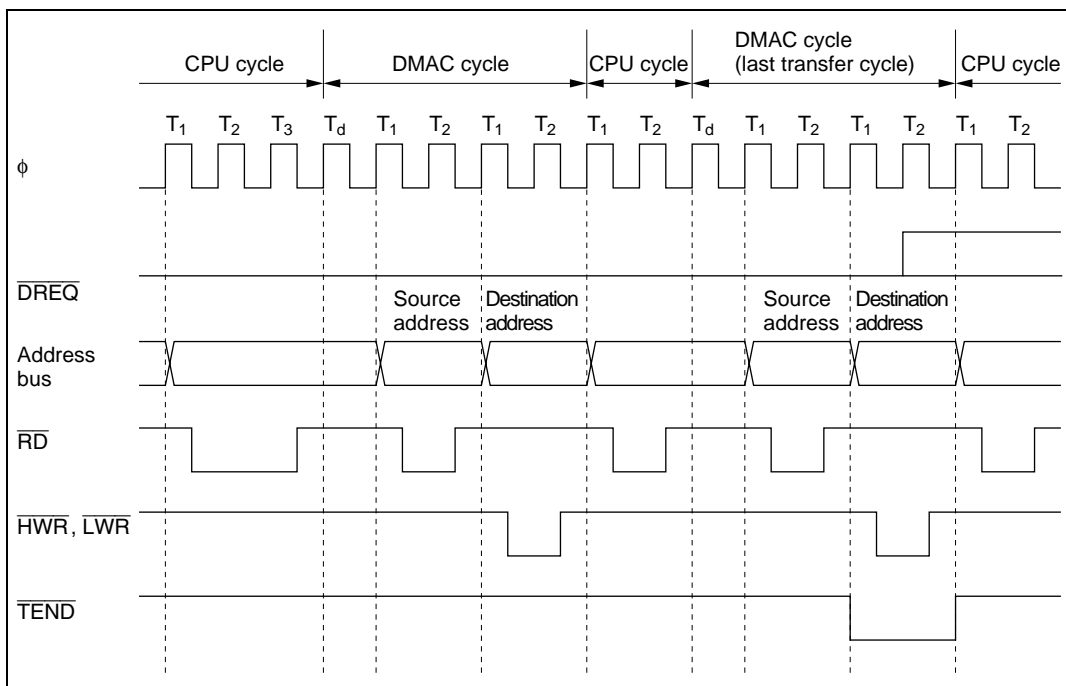 DMAC cycle
(last transfer cycle)
CPU cycle DMAC cycle CPU cycle CPU cycle
T1 T2 T3 Td T1 T2 T1 T2 T1 T2 Td T1 T2 T1 T2 T1 T2
ϕ
DREQ
Source address
Destination address
Source address
Destination address
Address
bus
RD
HWR, LWR
TEND